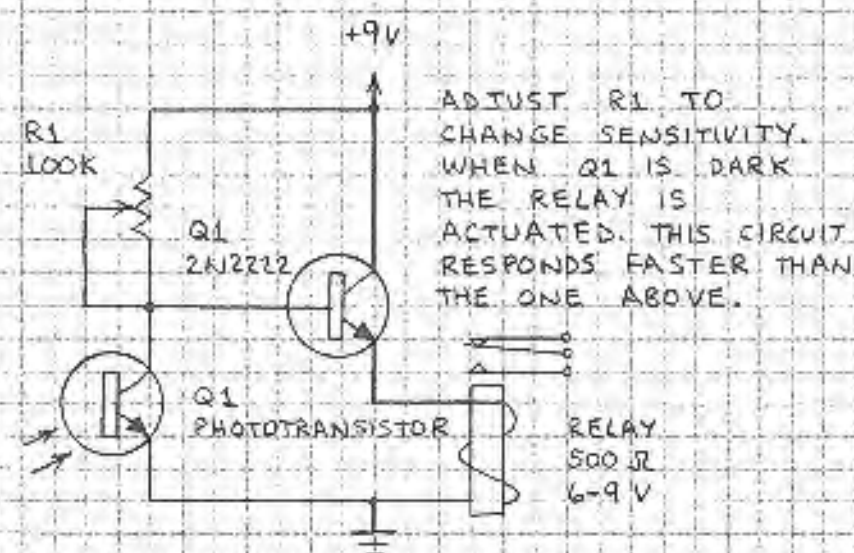 +9V
R1
100K
ADJUST R1 TO
CHANGE SENSITIVITY.
WHEN Q1 IS DARK
THE RELAY IS
ACTUATED. THIS CIRCUIT
RESPONDS FASTER THAN
THE ONE ABOVE.
Q1
2N2222
Q1
PHOTOTRANSISTOR
RELAY
500 Ω
6-9 V